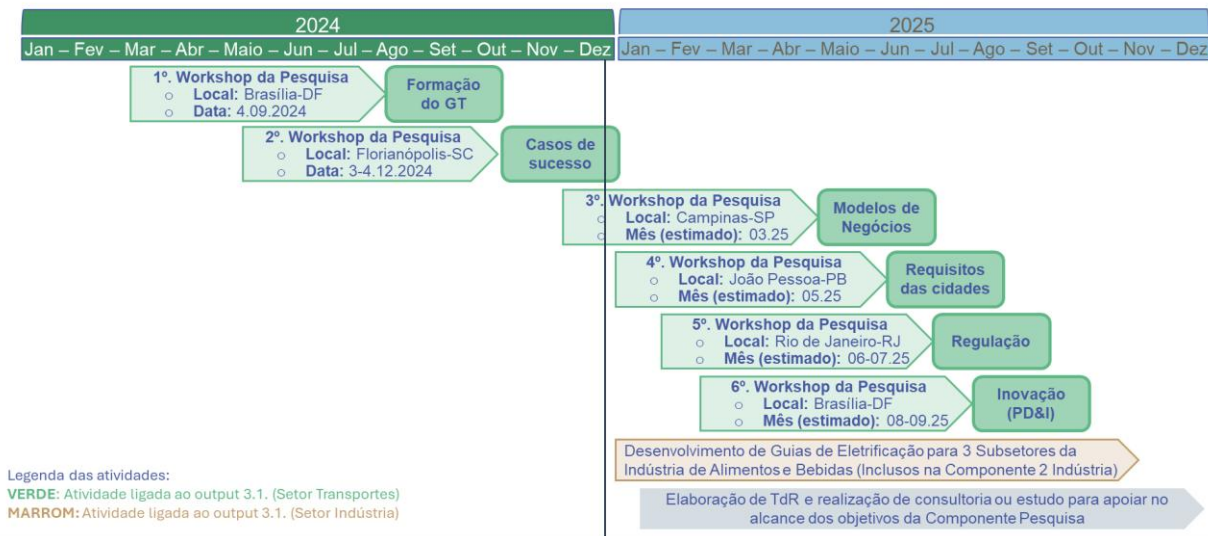 2024
2025
Jan – Fev – Mar – Abr – Maio – Jun – Jul – Ago – Set – Out – Nov – Dez
Jan – Fev – Mar – Abr – Maio – Jun – Jul – Ago – Set – Out – Nov – Dez
1º. Workshop da Pesquisa
o Local: Brasília-DF
o Data: 4.09.2024
Formação
do GT
2º. Workshop da Pesquisa
o Local: Florianópolis-SC
o Data: 3-4.12.2024
Casos de
sucesso
3º. Workshop da Pesquisa
o Local: Campinas-SP
o Mês (estimado): 03.25
Modelos de
Negócios
4º. Workshop da Pesquisa
o Local: João Pessoa-PB
o Mês (estimado): 05.25
Requisitos
das cidades
5º. Workshop da Pesquisa
o Local: Rio de Janeiro-RJ
o Mês (estimado): 06-07.25
Regulação
6º. Workshop da Pesquisa
o Local: Brasília-DF
o Mês (estimado): 08-09.25
Inovação
(PD&I)
Desenvolvimento de Guias de Eletrificação para 3 Subsetores da
Indústria de Alimentos e Bebidas (Inclusos na Componente 2 Indústria)
Elaboração de TdR e realização de consultoria ou estudo para apoiar no
alcance dos objetivos da Componente Pesquisa
Legenda das atividades:
VERDE: Atividade ligada ao output 3.1. (Setor Transportes)
MARROM: Atividade ligada ao output 3.1. (Setor Indústria)